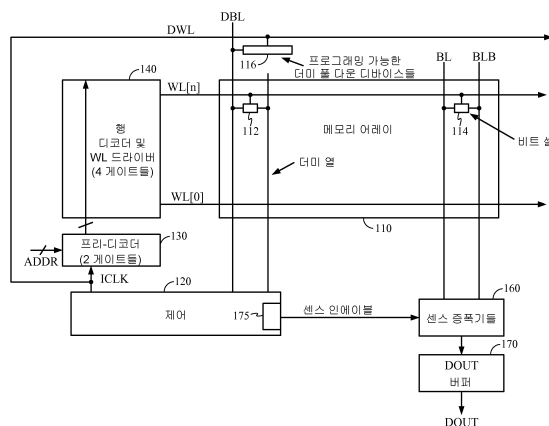 DBL
DWL
116
프로그래밍 가능한
더미 풀 다운 디바이스들
BL
BLB
140
WL[n]
112
114
메모리 어레이
비트 셀
행
디코더 및
WL 드라이버
(4 게이트들)
더미 열
WL[0]
110
130
프리-디코더
(2 게이트들)
ADDR
ICLK
120
제어
175
센스 인에이블
160
센스 증폭기들
170
DOUT
버퍼
DOUT